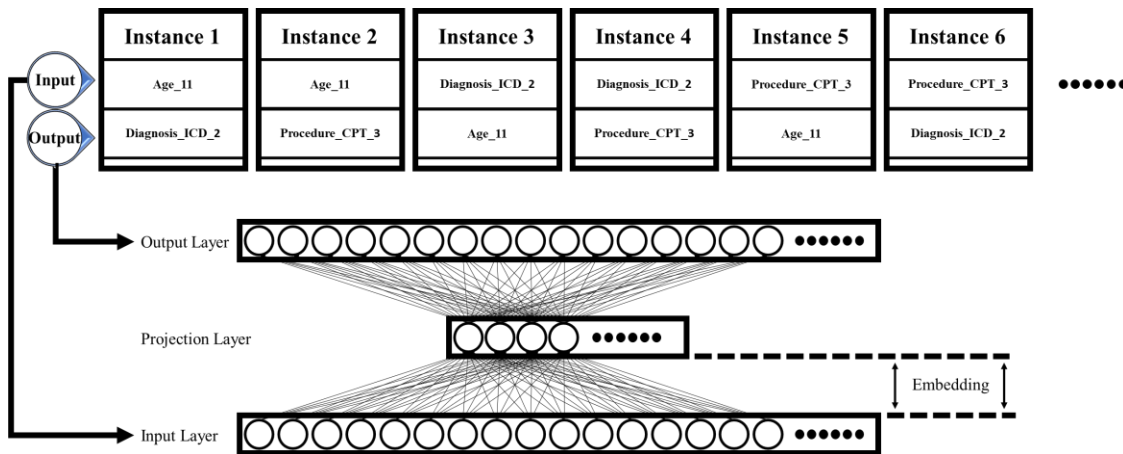 Instance 1 Instance 2 Instance 3 Instance 4 Instance 5 Instance 6
Input Age_11 Age_11 Diagnosis_ICD_2 Diagnosis_ICD_2 Procedure_CPT_3 Procedure_CPT_3
Output Diagnosis_ICD_2 Procedure_CPT_3 Age_11 Procedure_CPT_3 Age_11 Diagnosis_ICD_2
Output Layer
Projection Layer
Embedding
Input Layer